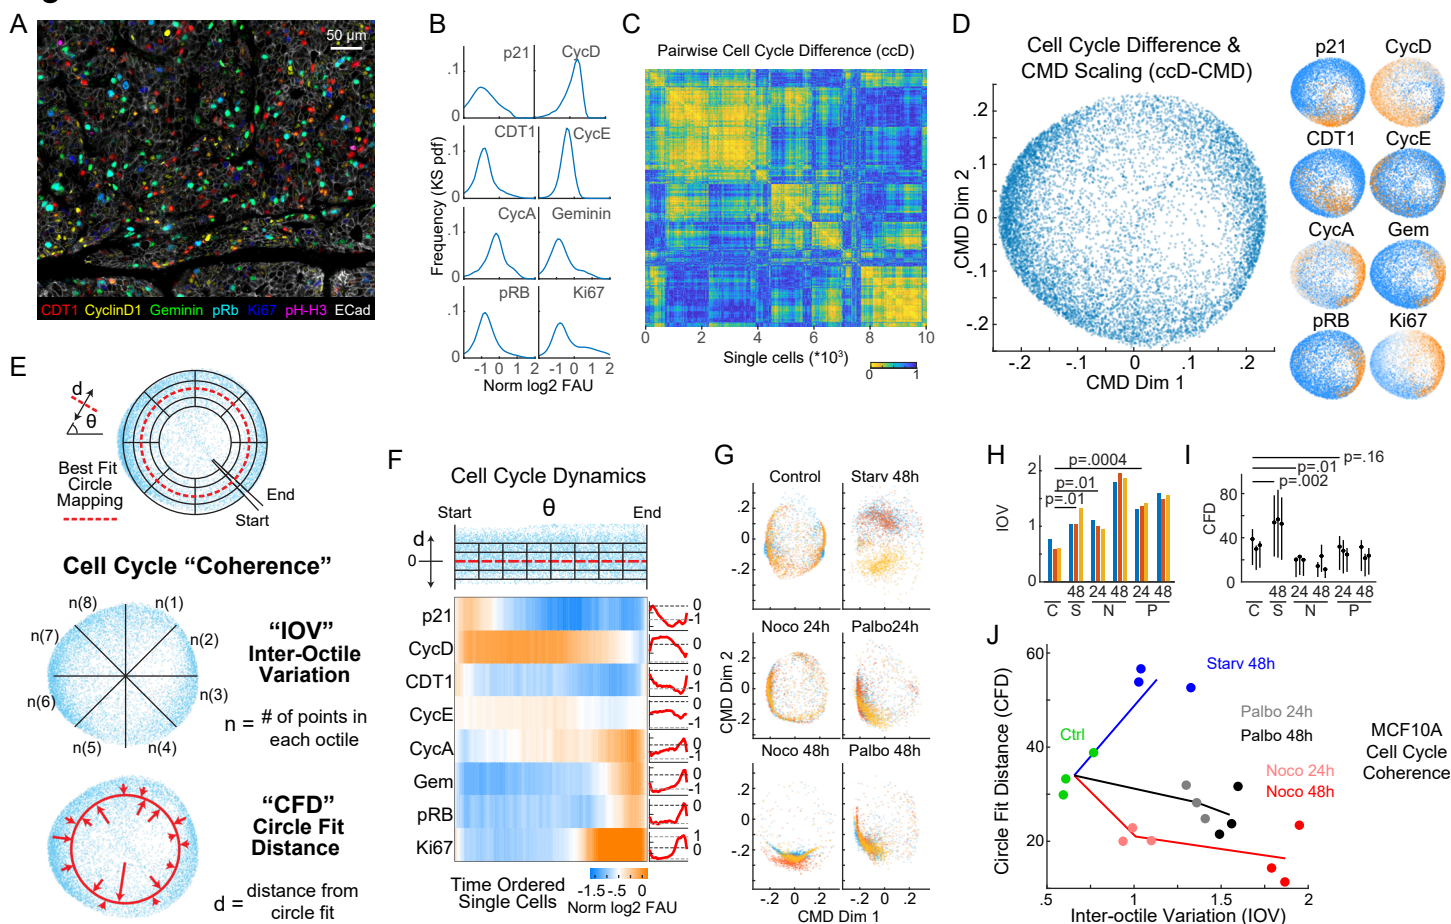 A
50 µm
CDT1 CyclinD1 Geminin pRb Ki67 pH-H3 ECad
B
p21
CycD
CDT1
CycE
CycA
Geminin
pRB
Ki67
.1
0
.1
0
.1
0
.1
0
Frequency (KS pdf)
-1 0 1 2 -1 0 1 2
Norm log2 FAU
C
Pairwise Cell Cycle Difference (ccD)
0 2 4 6 8 10
Single cells (*10³)
0 1
D
Cell Cycle Difference &
CMD Scaling (ccD-CMD)
.2
.1
0
-.1
-.2
CMD Dim 2
-.2 -.1 0 0.1 0.2
CMD Dim 1
p21 CycD
CDT1 CycE
CycA Gem
pRB Ki67
E
d
θ
Best Fit
Circle
Mapping
End
Start
Cell Cycle “Coherence”
n(8)
n(1)
n(7)
n(2)
n(6)
n(3)
n(5)
n(4)
“IOV”
Inter-Octile
Variation
n = # of points in
each octile
“CFD”
Circle Fit
Distance
d = distance from
circle fit
F
Cell Cycle Dynamics
Start θ End
d
0
p21 0 -1
CycD 0 -1
CDT1 0 -1
CycE 0 -1
CycA 0 -1
Gem 0 -1
pRB 0
Ki67 1 0
Time Ordered
Single Cells
-1.5 -.5 0
Norm log2 FAU
G
Control Starv 48h
.2
0
-.2
Noco 24h Palbo24h
.2
0
-.2
Noco 48h Palbo 48h
.2
0
-.2
CMD Dim 2
-.2 0 .2 -.2 0 .2
CMD Dim 1
H
p=.0004
p=.01
p=.01
2
1
0
IOV
48 24 48 24 48
C S N P
I
p=.16
p=.01
p=.002
80
40
0
CFD
48 24 48 24 48
C S N P
J
60
40
20
Circle Fit Distance (CFD)
Starv 48h
Ctrl
Palbo 24h
Palbo 48h
Noco 24h
Noco 48h
MCF10A
Cell Cycle
Coherence
.5 1 1.5 2
Inter-octile Variation (IOV)